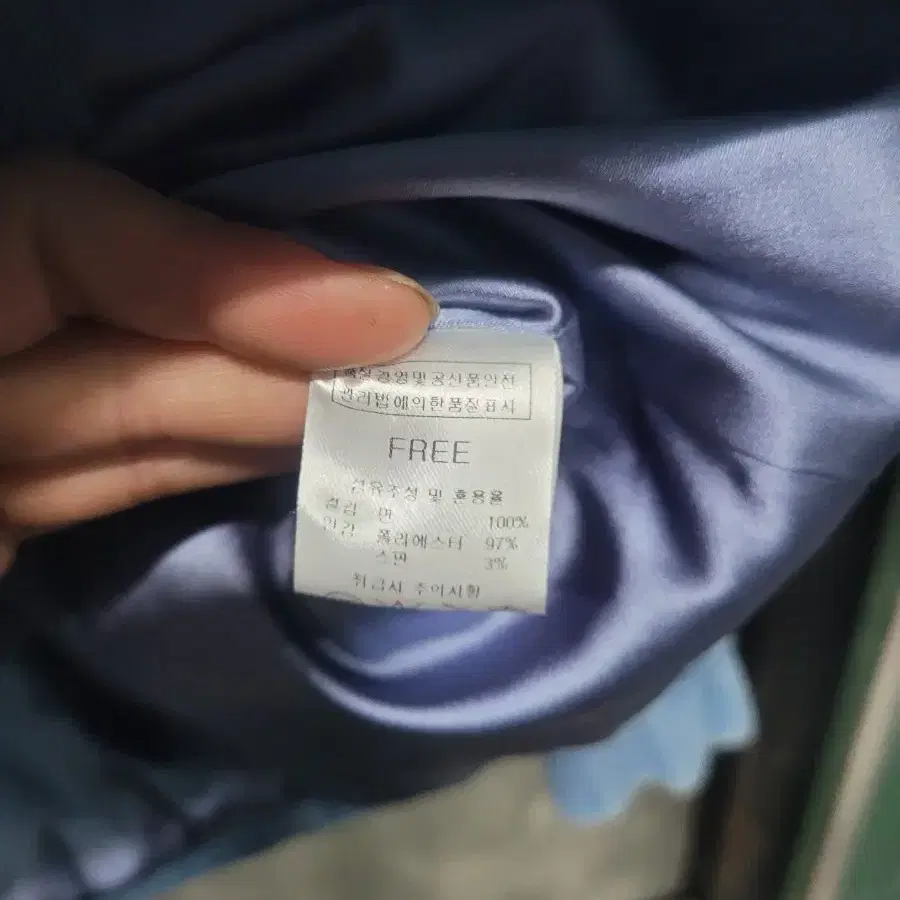 품질경영및공산품안전
관리법에의한품질표시
FREE
섬유조성 및 혼용율
겉감 면 100%
안감 폴리에스터 97%
스판 3%
취급시 주의사항